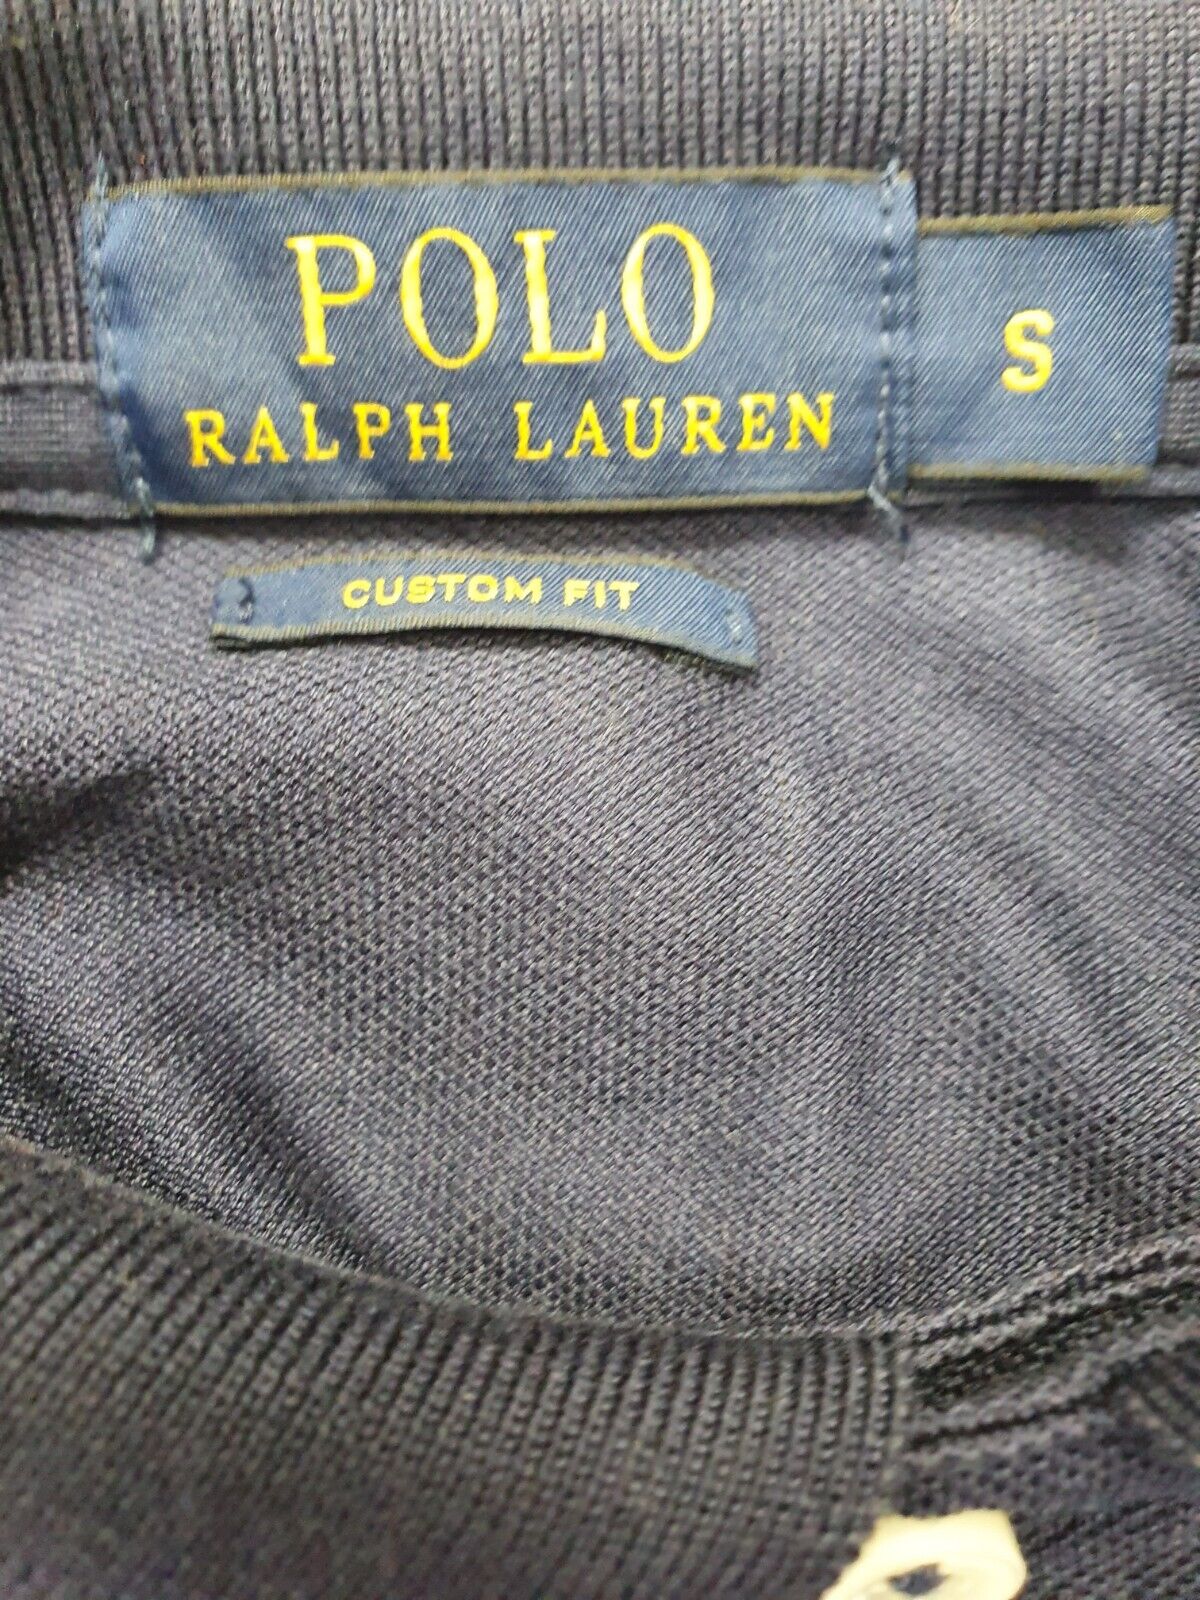 POLO
RALPH LAUREN
S
CUSTOM FIT